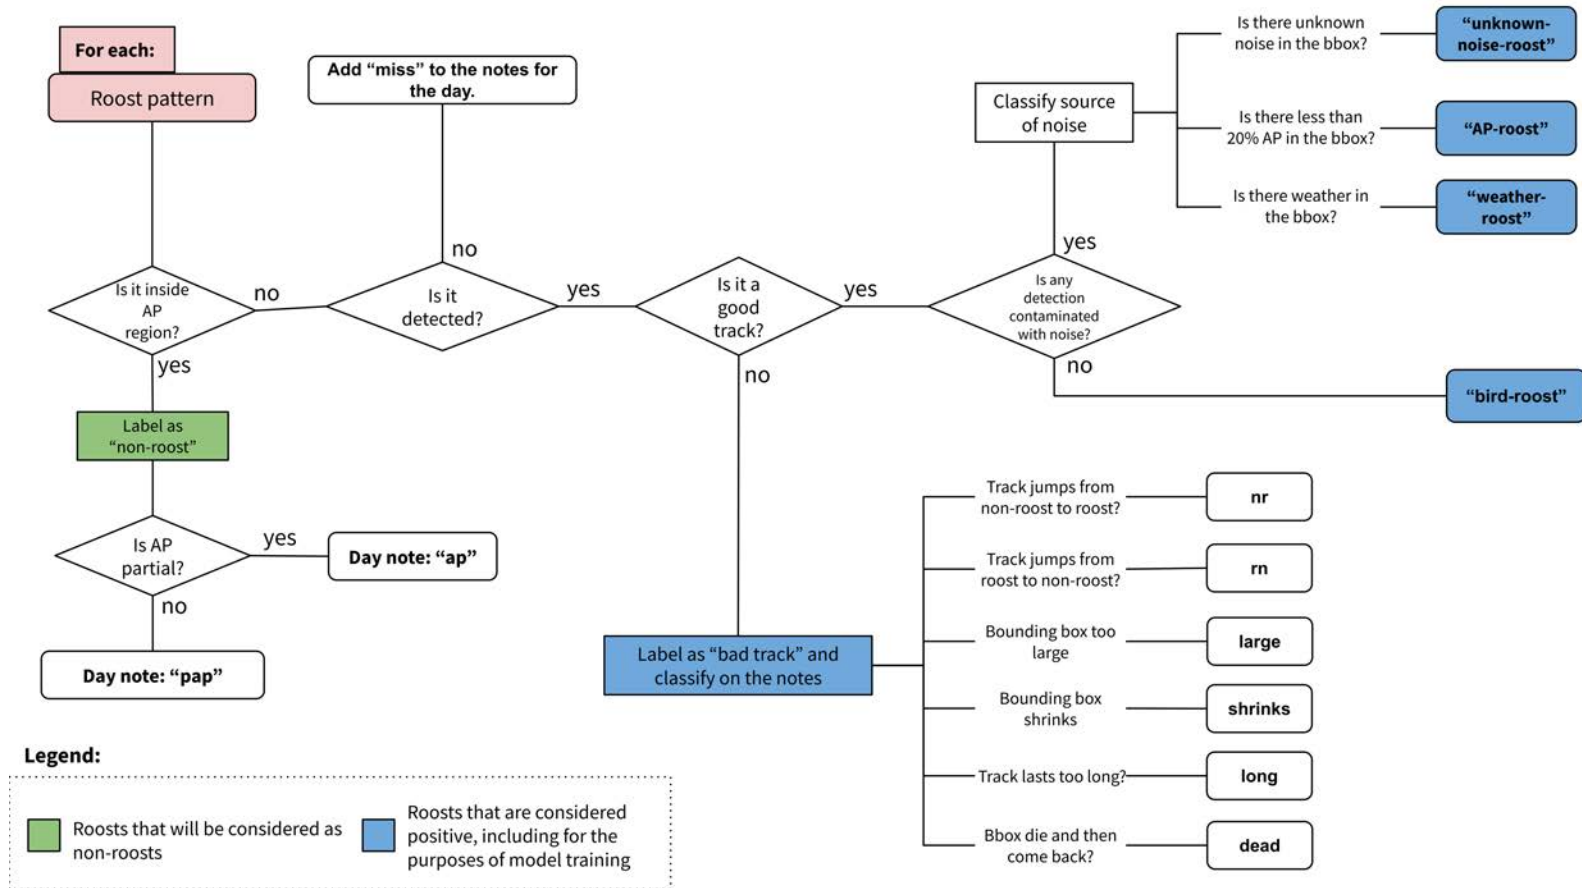 For each:
Roost pattern
Add “miss” to the notes for
the day.
Is it inside
AP
region?
no
yes
Label as
“non-roost”
Is AP
partial?
yes
Day note: “ap”
no
Day note: “pap”
no
Is it
detected?
yes
Is it a
good
track?
yes
no
Is any
detection
contaminated
with noise?
yes
no
Classify source
of noise
Is there unknown
noise in the bbox?
“unknown-
noise-roost”
Is there less than
20% AP in the bbox?
“AP-roost”
Is there weather in
the bbox?
“weather-
roost”
“bird-roost”
Label as “bad track” and
classify on the notes
Track jumps from
non-roost to roost?
nr
Track jumps from
roost to non-roost?
rn
Bounding box too
large
large
Bounding box
shrinks
shrinks
Track lasts too long?
long
Bbox die and then
come back?
dead
Legend:
Roosts that will be considered as
non-roosts
Roosts that are considered
positive, including for the
purposes of model training